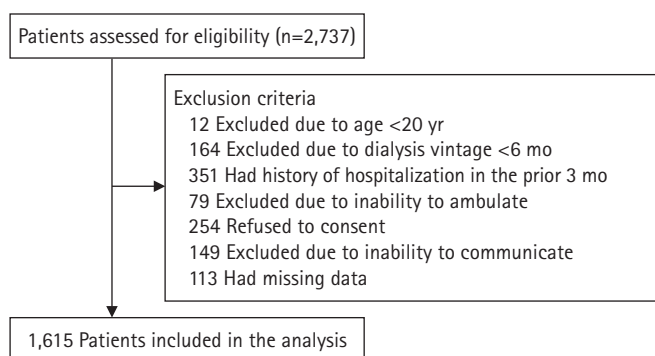 Patients assessed for eligibility (n=2,737)
Exclusion criteria
12 Excluded due to age <20 yr
164 Excluded due to dialysis vintage <6 mo
351 Had history of hospitalization in the prior 3 mo
79 Excluded due to inability to ambulate
254 Refused to consent
149 Excluded due to inability to communicate
113 Had missing data
1,615 Patients included in the analysis